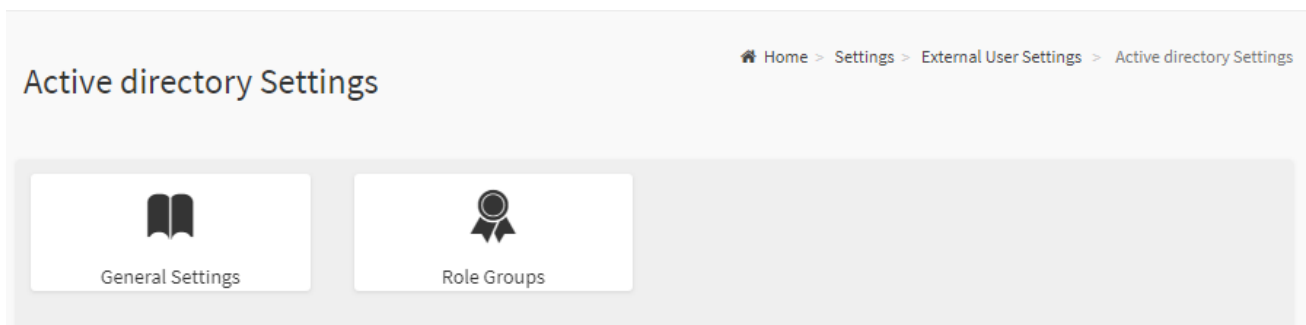 Home > Settings > External User Settings > Active directory Settings
Active directory Settings
General Settings
Role Groups